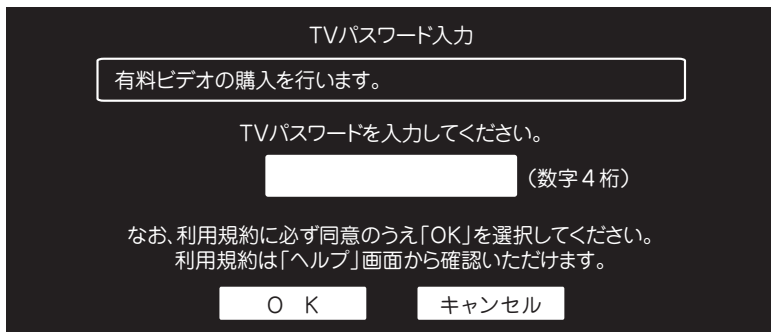 TVパスワード入力
有料ビデオの購入を行います。
TVパスワードを入力してください。
（数字4桁）
なお、利用規約に必ず同意のうえ「OK」を選択してください。
利用規約は「ヘルプ」画面から確認いただけます。
O K
キャンセル